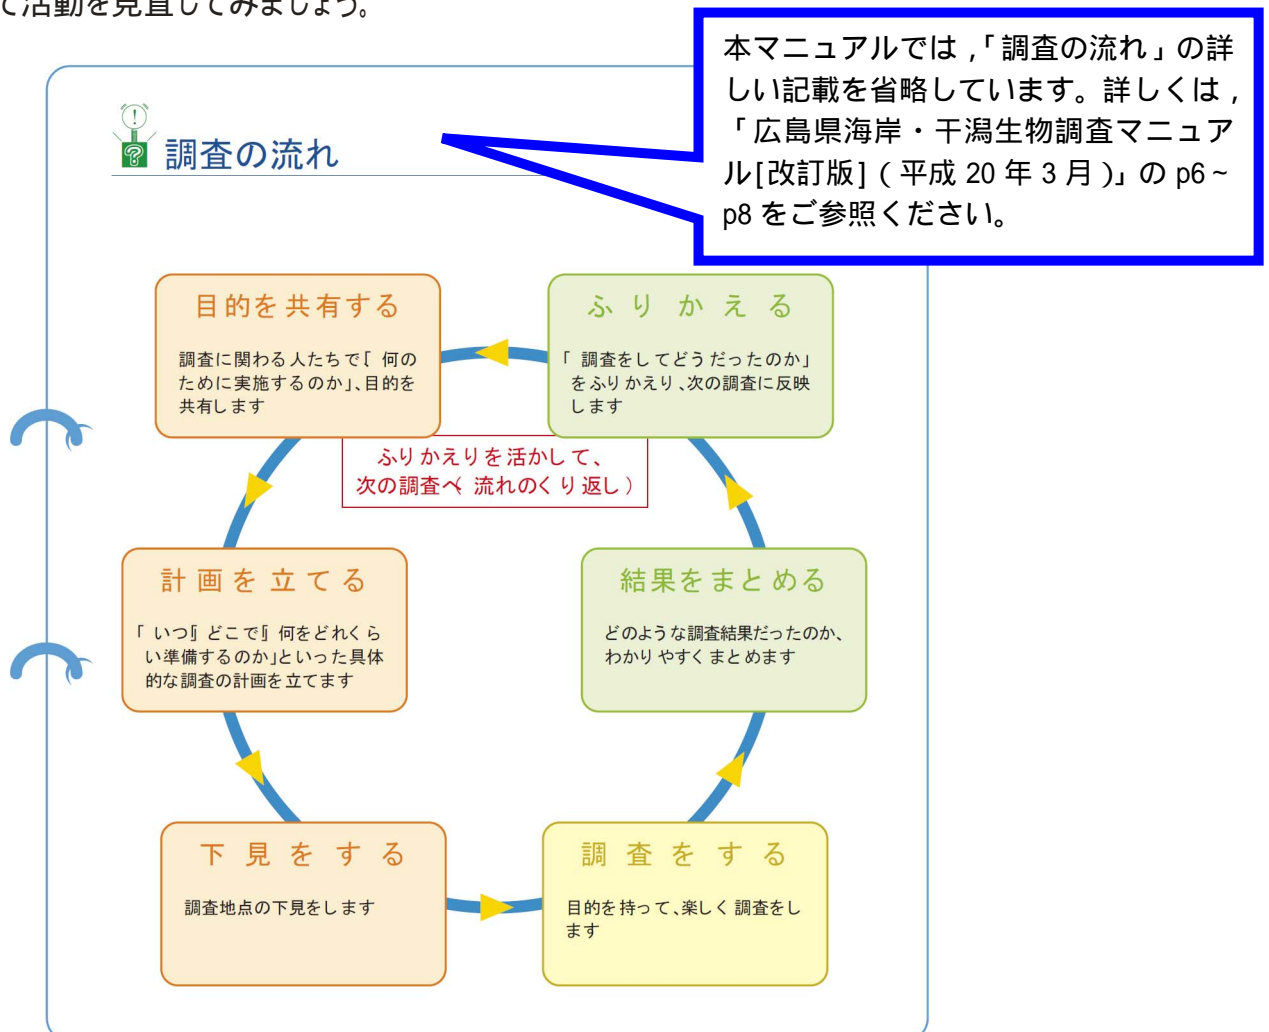 て活動を見直してみましょう。
本マニュアルでは，「調査の流れ」の詳
しい記載を省略しています。詳しくは，
「広島県海岸・干潟生物調査マニュア
ル[改訂版]（平成 20 年 3 月）」の p6～
p8 をご参照ください。
調査の流れ
目的を共有する
調査に関わる人たちで「何の
ために実施するのか」、目的を
共有します
ふりかえる
「調査をしてどうだったのか」
をふりかえり、次の調査に反映
します
ふりかえりを活かして、
次の調査へ（流れのくり返し）
計画を立てる
「いつ」「どこで」「何をどれくら
い準備するのか」といった具体
的な調査の計画を立てます
結果をまとめる
どのような調査結果だったのか、
わかりやすくまとめます
下見をする
調査地点の下見をします
調査をする
目的を持って、楽しく調査をし
ます